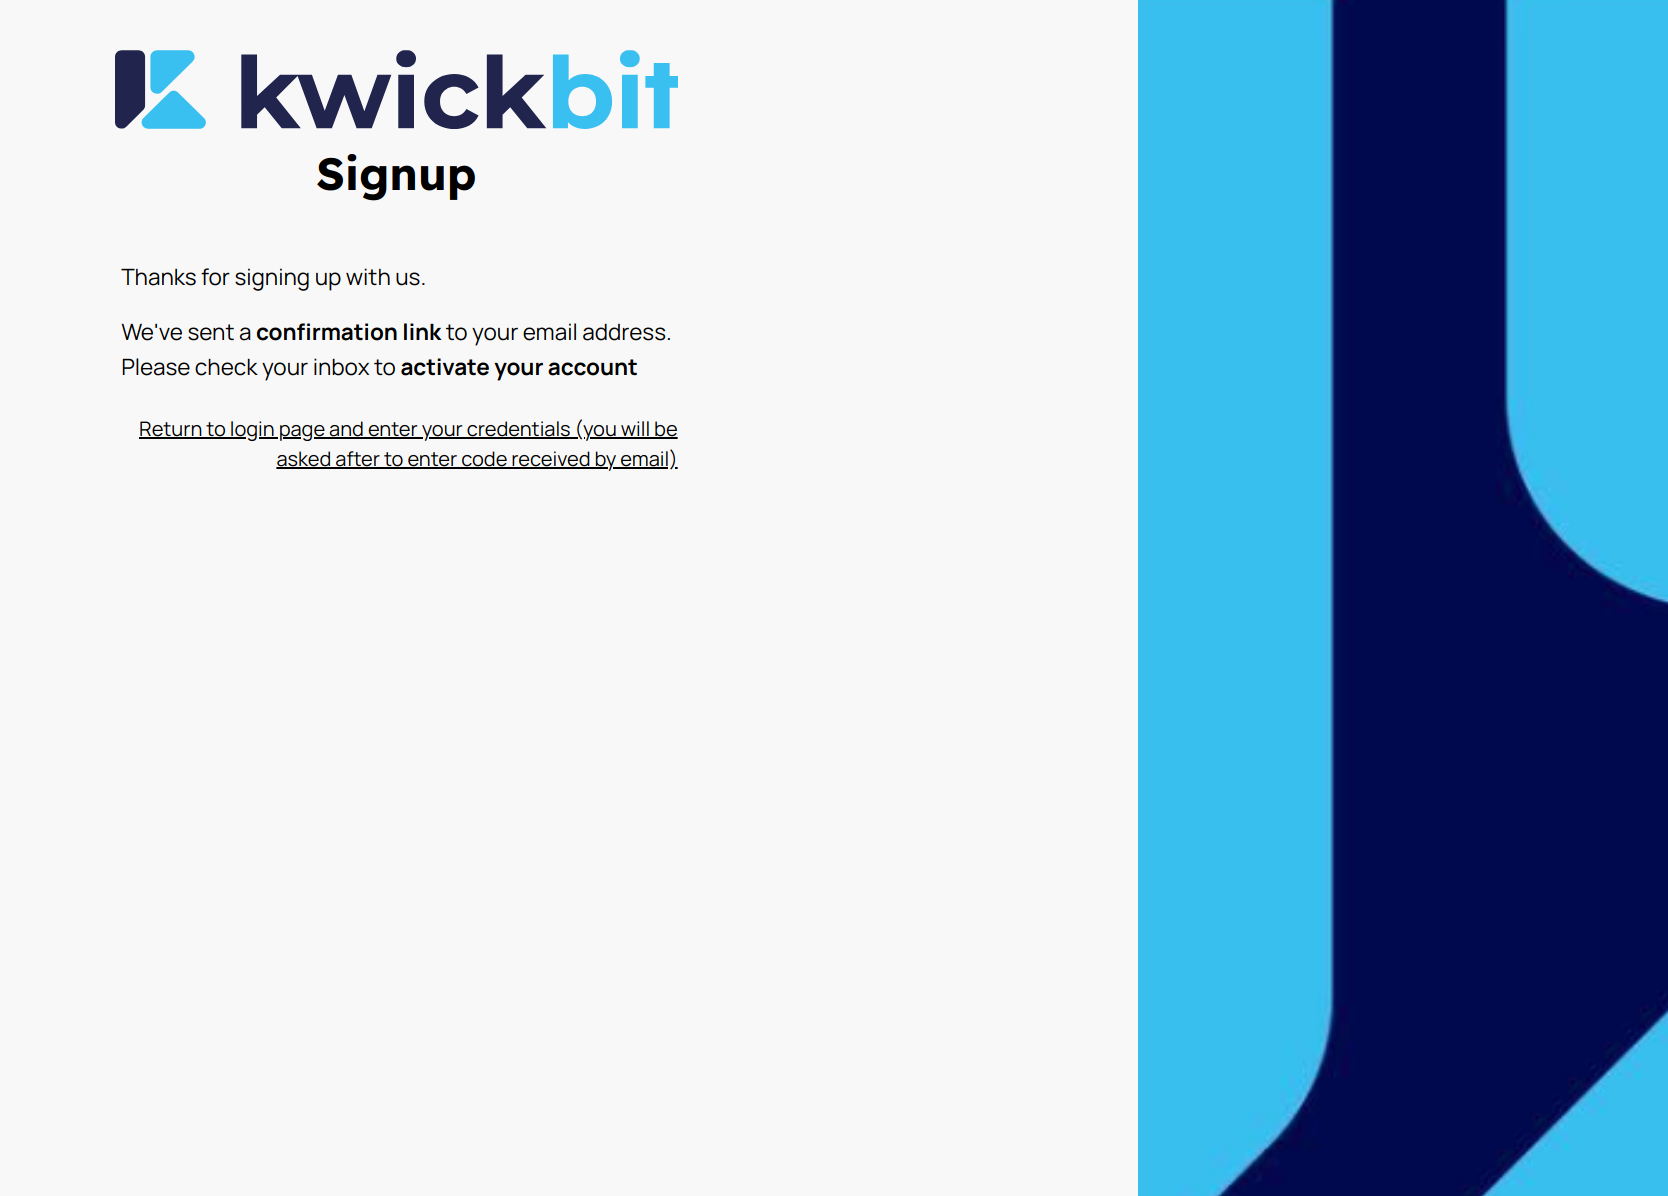 kwickbit
Signup
Thanks for signing up with us.
We've sent a confirmation link to your email address.
Please check your inbox to activate your account
Return to login page and enter your credentials (you will be
asked after to enter code received by email)